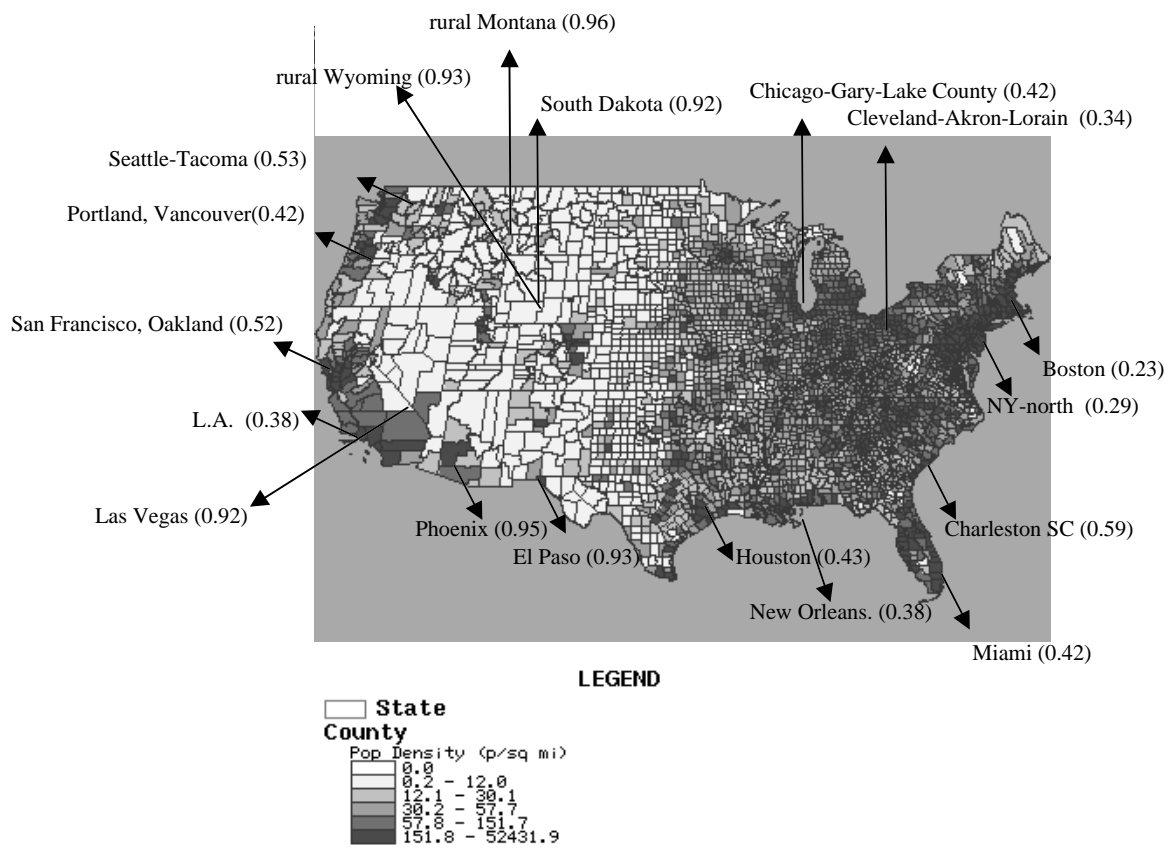 rural Montana (0.96)
rural Wyoming (0.93)
South Dakota (0.92)
Chicago-Gary-Lake County (0.42)
Cleveland-Akron-Lorain (0.34)
Seattle-Tacoma (0.53)
Portland, Vancouver(0.42)
San Francisco, Oakland (0.52)
Boston (0.23)
NY-north (0.29)
L.A. (0.38)
Las Vegas (0.92)
Phoenix (0.95)
El Paso (0.93)
Houston (0.43)
Charleston SC (0.59)
New Orleans. (0.38)
Miami (0.42)
LEGEND
State
County
Pop Density (p/sq mi)
0.0
0.2 - 12.0
12.1 - 30.1
30.2 - 57.7
57.8 - 151.7
151.8 - 52431.9